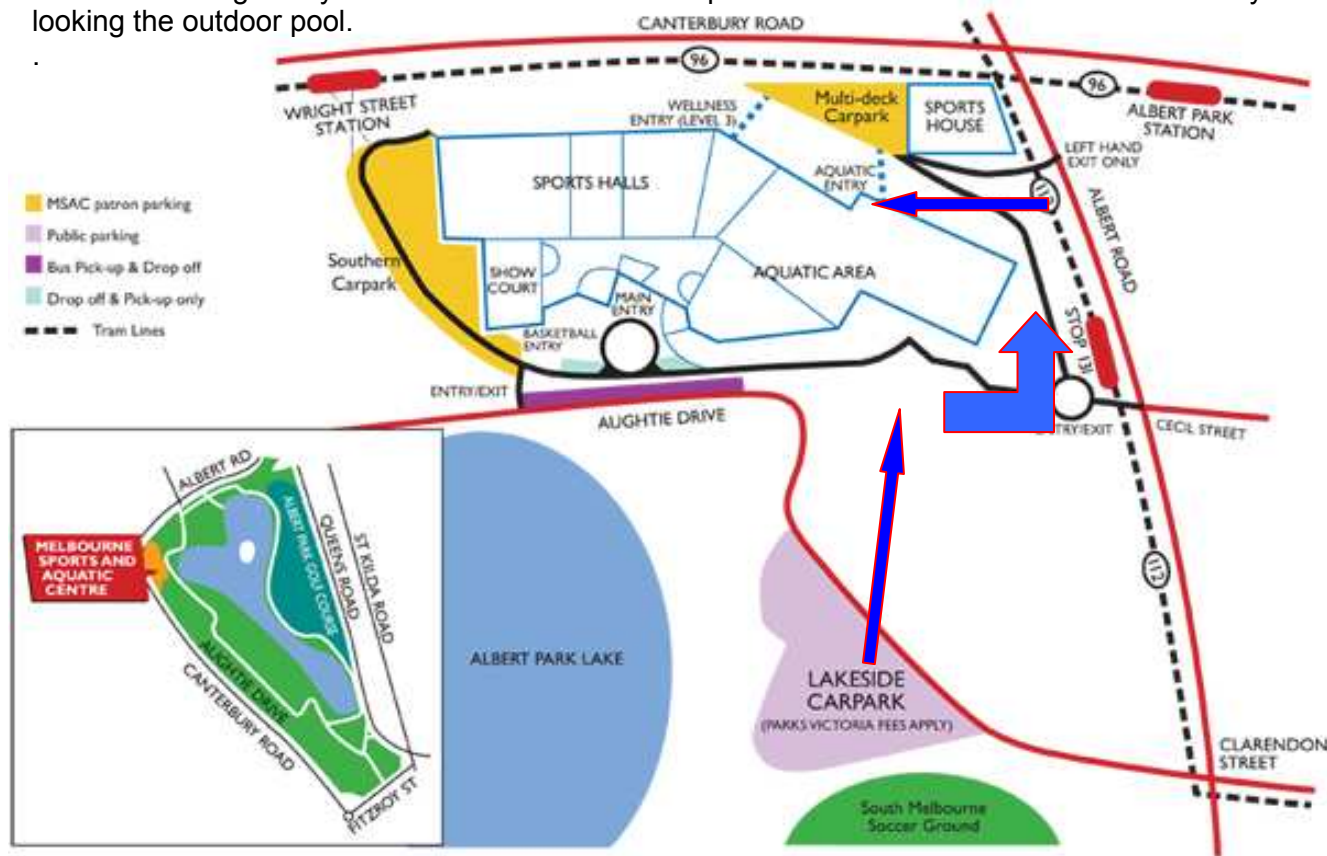 looking the outdoor pool.
.
CANTERBURY ROAD
96
96
WRIGHT STREET
STATION
WELLNESS
ENTRY (LEVEL 3)
Multi-deck
Carpark
SPORTS
HOUSE
ALBERT PARK
STATION
LEFT HAND
EXIT ONLY
SPORTS HALLS
AQUATIC
ENTRY
ALBERT ROAD
MSAC patron parking
Public parking
Bus Pick-up & Drop off
Drop off & Pick-up only
Tram Lines
Southern
Carpark
SHOW
COURT
AQUATIC AREA
MAIN
ENTRY
BASKETBALL
ENTRY
STOP 131
ENTRY/EXIT
AUGHTIE DRIVE
CECIL STREET
112
ALBERT RD
ALBERT PARK GOLF COURSE
QUEENS ROAD
ST KILDA ROAD
MELBOURNE
SPORTS AND
AQUATIC
CENTRE
AUGHTIE DRIVE
CANTERBURY ROAD
FITZROY ST
ALBERT PARK LAKE
LAKESIDE
CARPARK
(PARKS VICTORIA FEES APPLY)
CLARENDON
STREET
South Melbourne
Soccer Ground